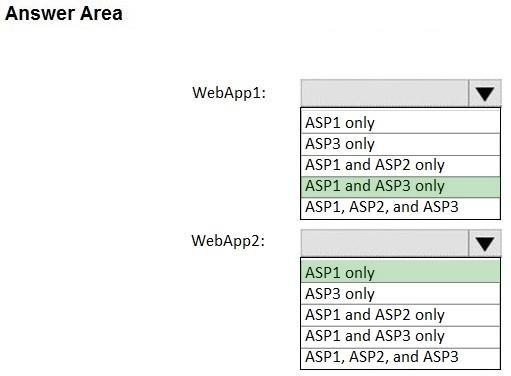 Answer Area
WebApp1:
ASP1 only
ASP3 only
ASP1 and ASP2 only
ASP1 and ASP3 only
ASP1, ASP2, and ASP3
WebApp2:
ASP1 only
ASP3 only
ASP1 and ASP2 only
ASP1 and ASP3 only
ASP1, ASP2, and ASP3